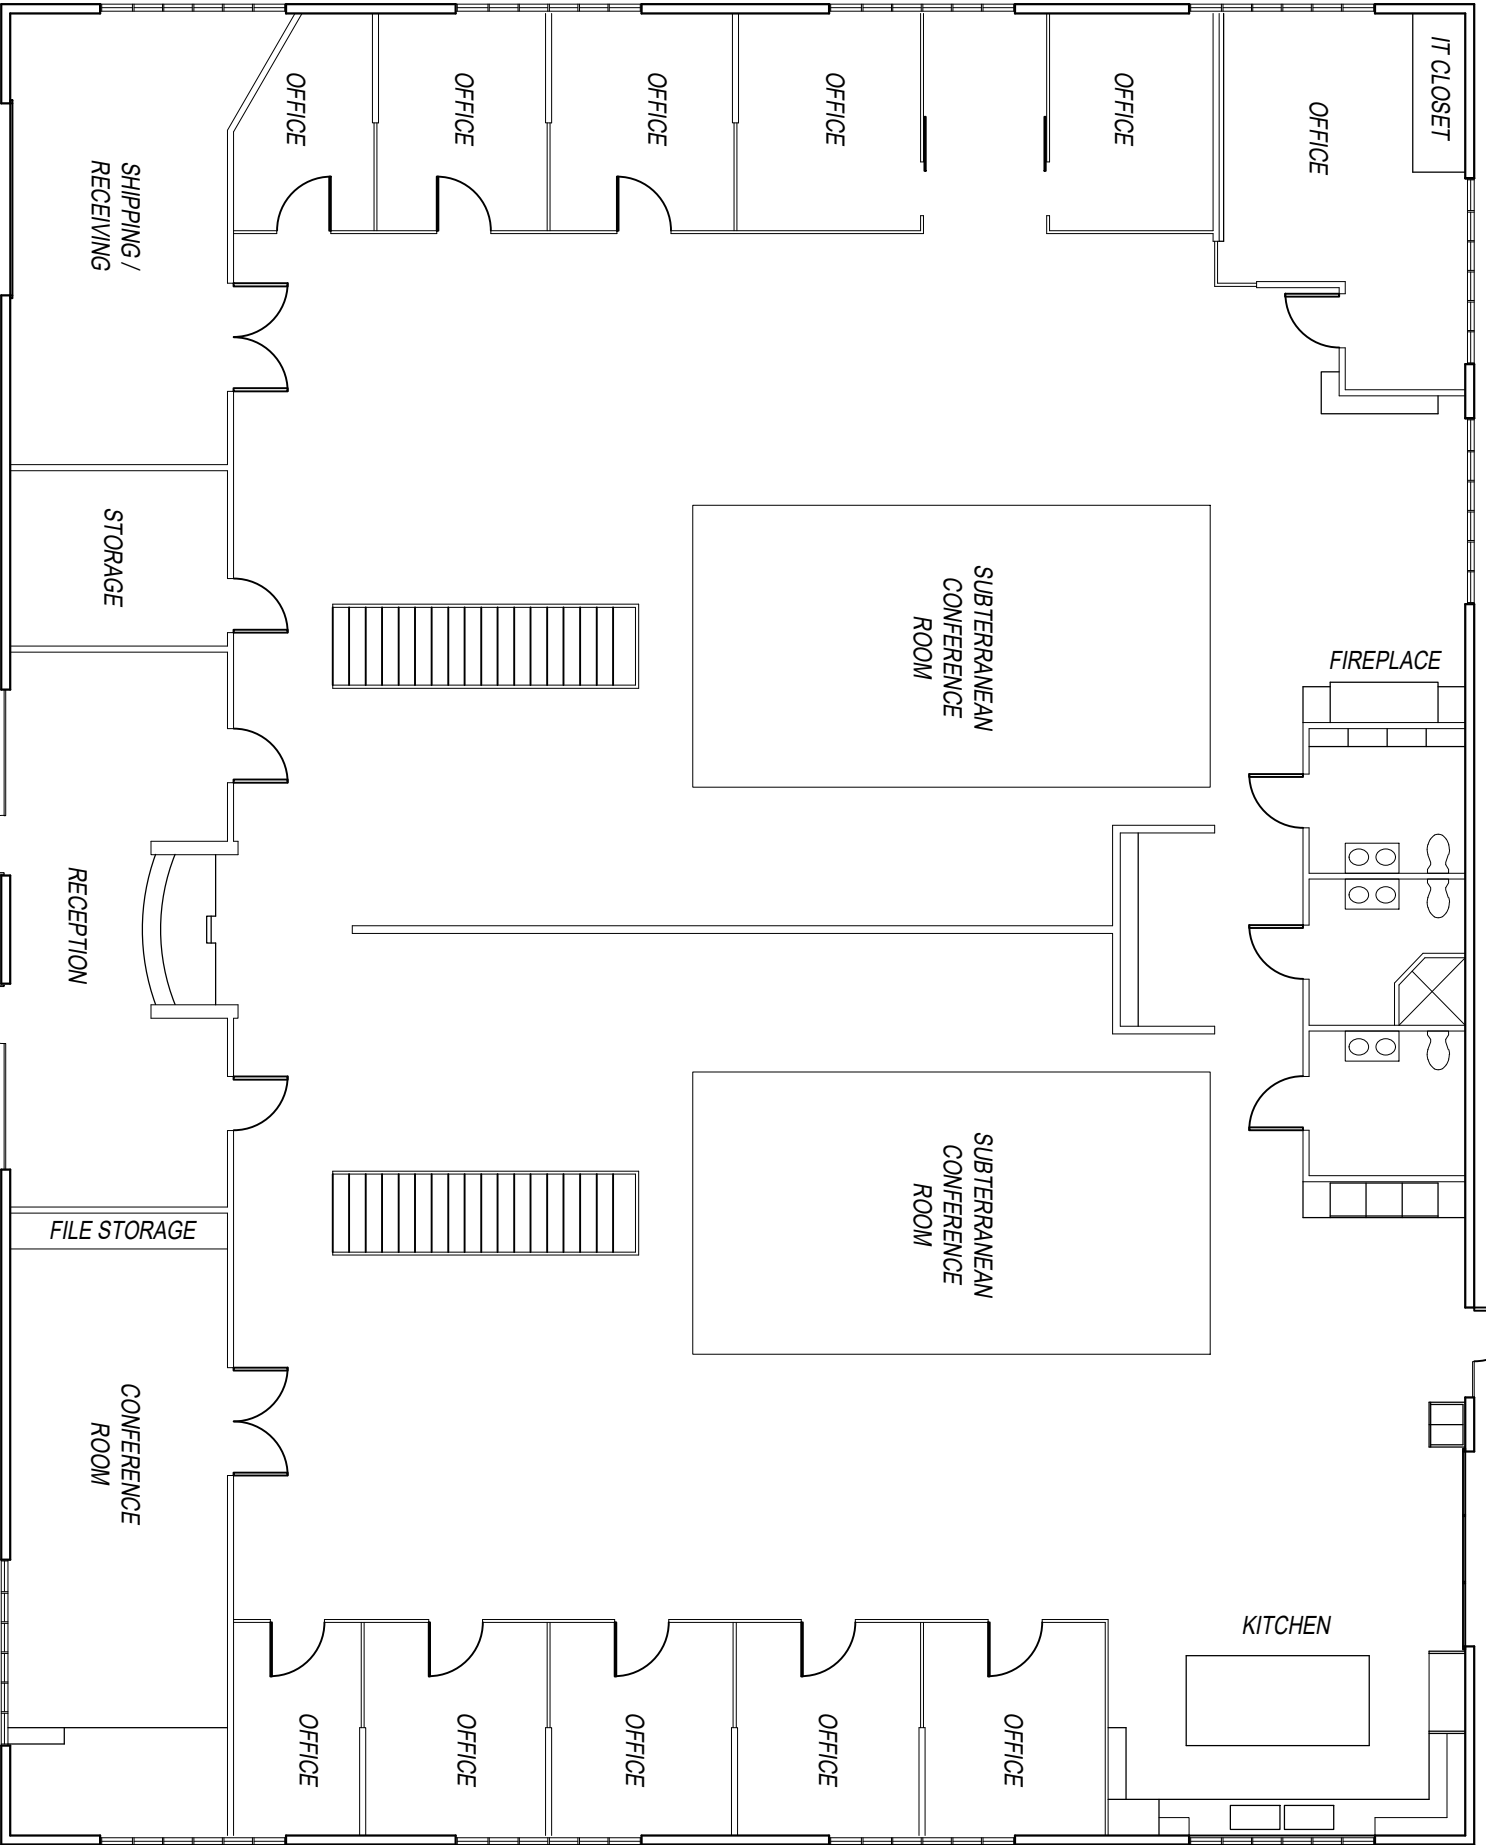 IT CLOSET
OFFICE
OFFICE
OFFICE
OFFICE
OFFICE
OFFICE
SHIPPING /
RECEIVING
STORAGE
SUBTERRANEAN
CONFERENCE
ROOM
FIREPLACE
RECEPTION
SUBTERRANEAN
CONFERENCE
ROOM
FILE STORAGE
CONFERENCE
ROOM
KITCHEN
OFFICE
OFFICE
OFFICE
OFFICE
OFFICE